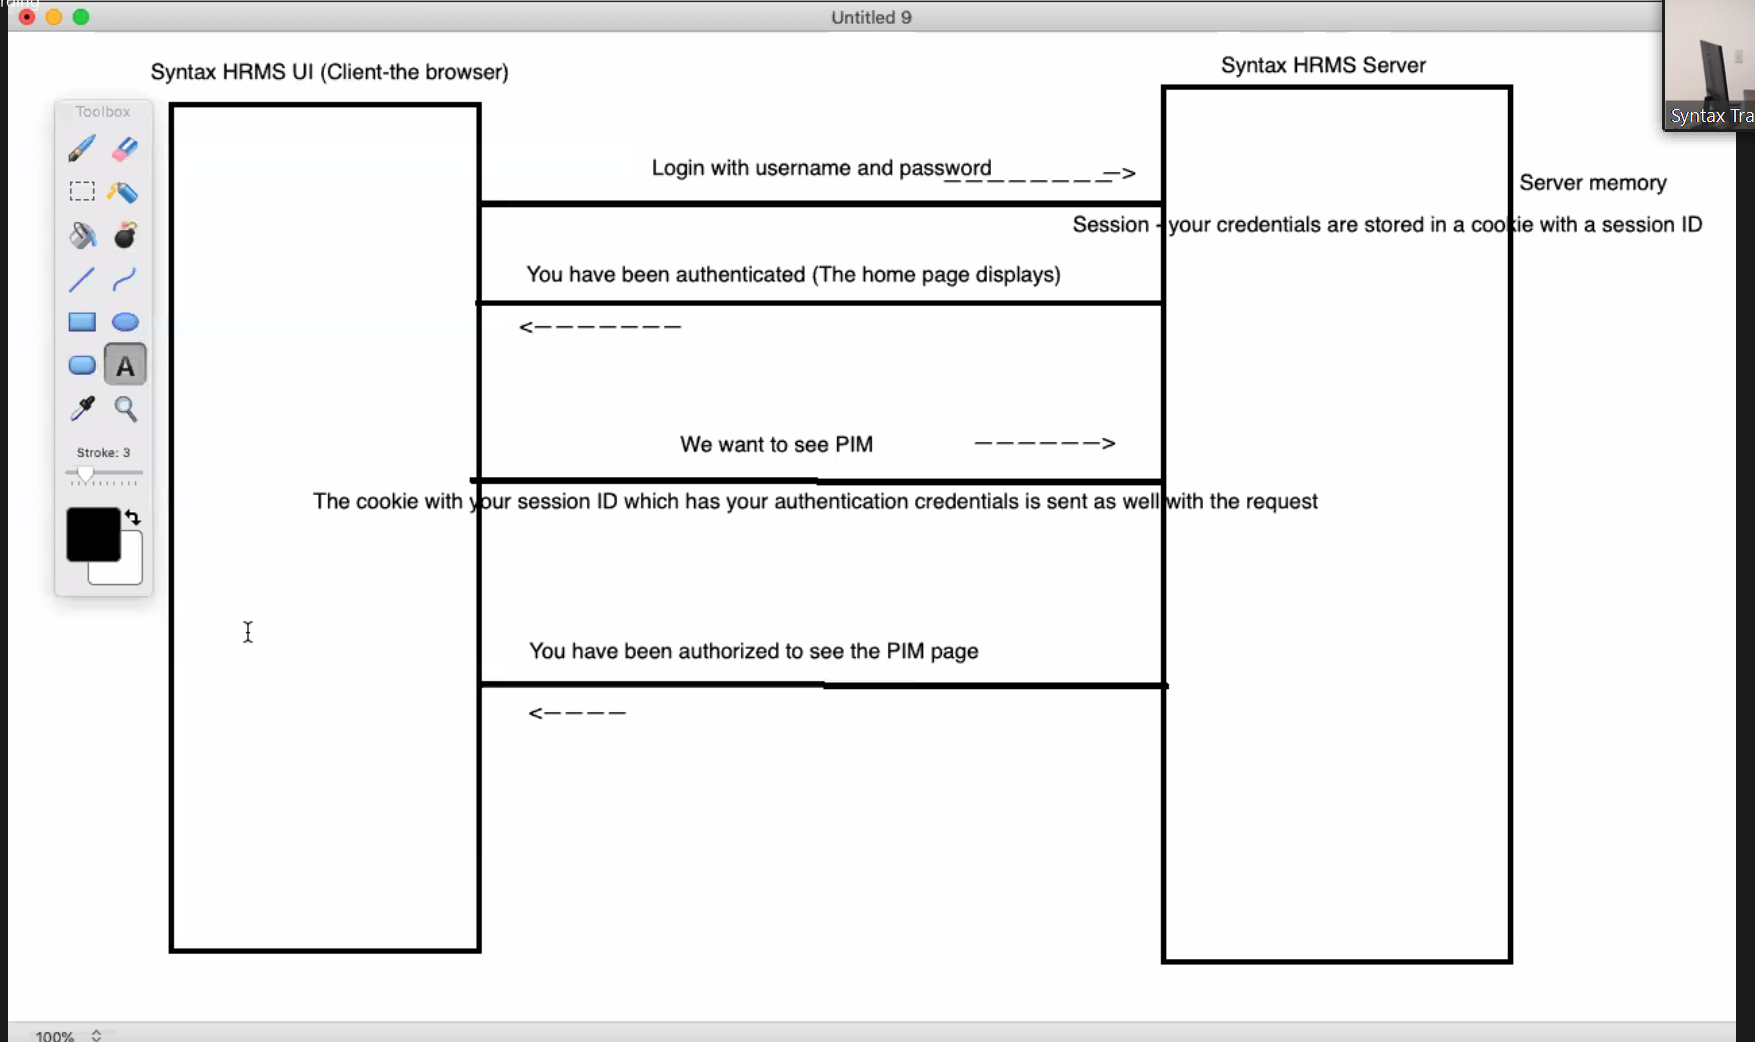 Untitled 9
Syntax HRMS UI (Client-the browser)
Syntax HRMS Server
Toolbox
Syntax Tra
Login with username and password
_ _ _ _ _ _ _ _ —>
Server memory
Session - your credentials are stored in a cookie with a session ID
You have been authenticated (The home page displays)
<———————
A
We want to see PIM
——————>
Stroke: 3
The cookie with your session ID which has your authentication credentials is sent as well with the request
You have been authorized to see the PIM page
<————
100%